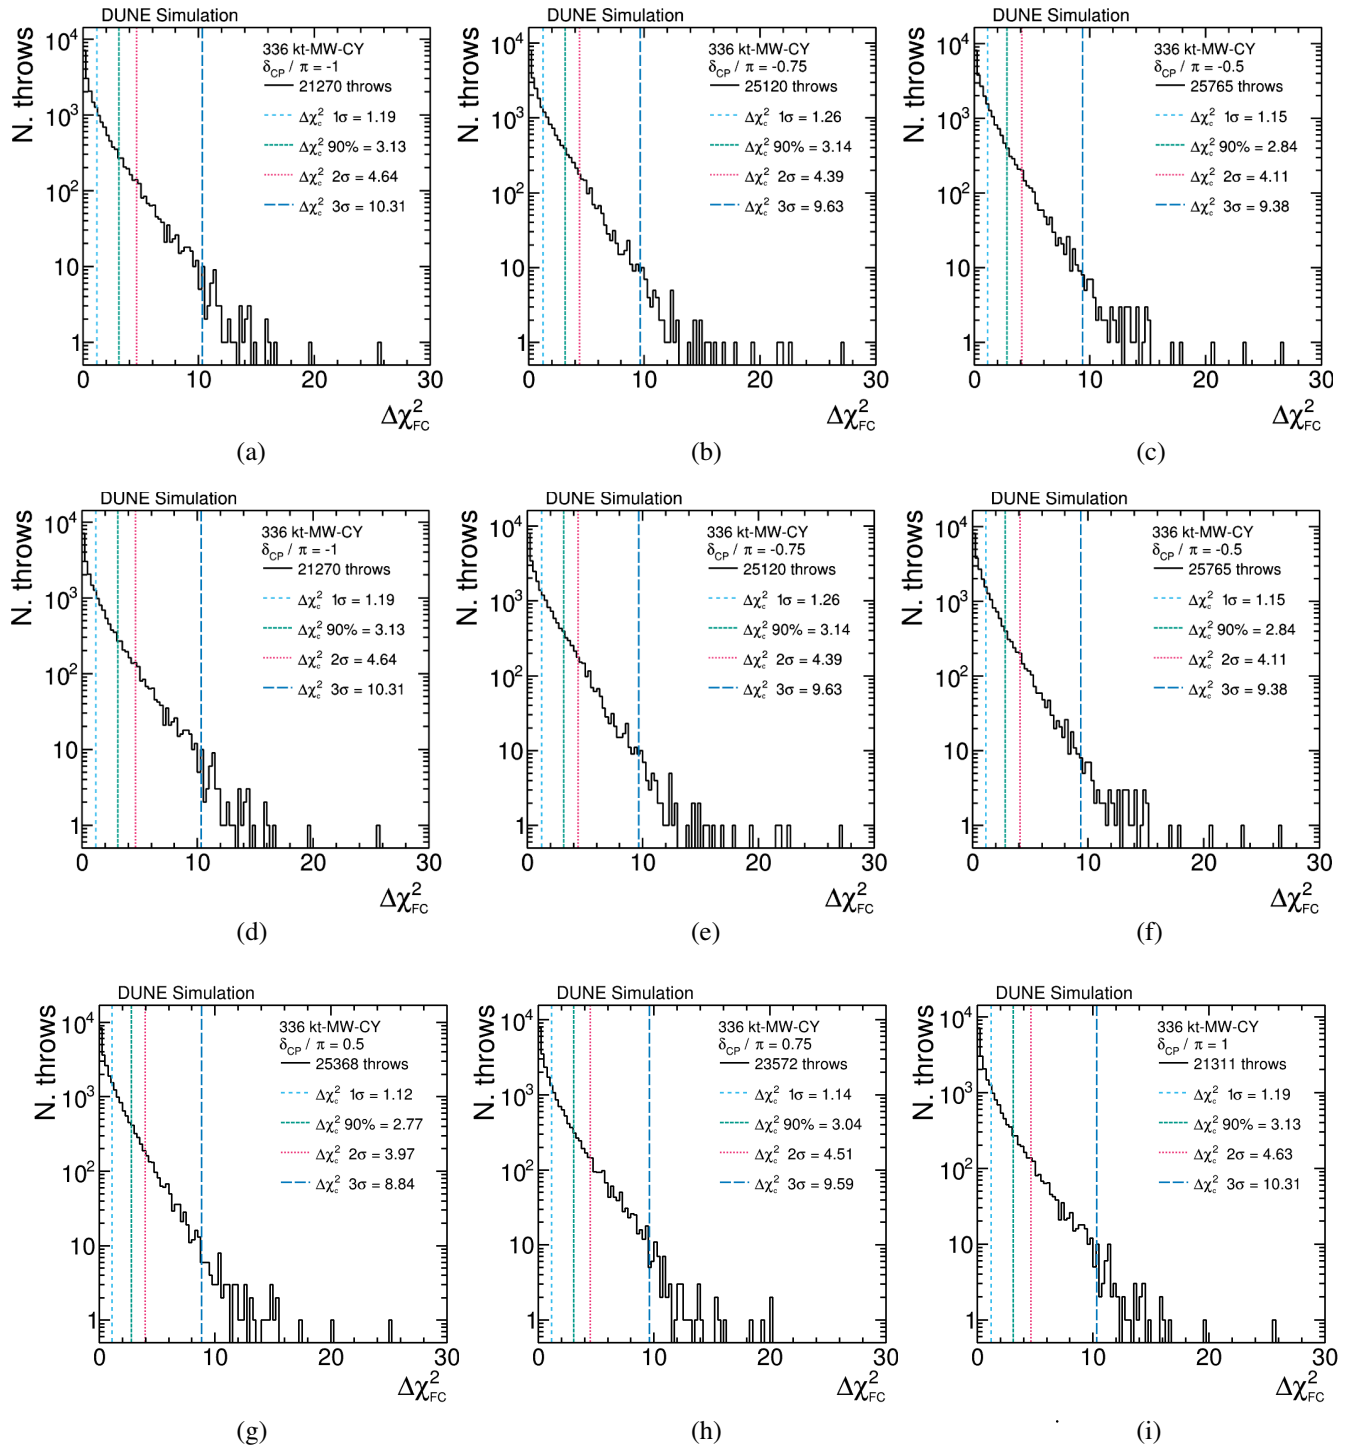 DUNE Simulation
N. throws
10⁴
10³
10²
10
1
336 kt-MW-CY
δCP / π = -1
21270 throws
Δχ²c 1σ = 1.19
Δχ²c 90% = 3.13
Δχ²c 2σ = 4.64
Δχ²c 3σ = 10.31
0 10 20 30
Δχ²FC
(a)
DUNE Simulation
N. throws
10⁴
10³
10²
10
1
336 kt-MW-CY
δCP / π = -0.75
25120 throws
Δχ²c 1σ = 1.26
Δχ²c 90% = 3.14
Δχ²c 2σ = 4.39
Δχ²c 3σ = 9.63
0 10 20 30
Δχ²FC
(b)
DUNE Simulation
N. throws
10⁴
10³
10²
10
1
336 kt-MW-CY
δCP / π = -0.5
25765 throws
Δχ²c 1σ = 1.15
Δχ²c 90% = 2.84
Δχ²c 2σ = 4.11
Δχ²c 3σ = 9.38
0 10 20 30
Δχ²FC
(c)
DUNE Simulation
N. throws
10⁴
10³
10²
10
1
336 kt-MW-CY
δCP / π = -1
21270 throws
Δχ²c 1σ = 1.19
Δχ²c 90% = 3.13
Δχ²c 2σ = 4.64
Δχ²c 3σ = 10.31
0 10 20 30
Δχ²FC
(d)
DUNE Simulation
N. throws
10⁴
10³
10²
10
1
336 kt-MW-CY
δCP / π = -0.75
25120 throws
Δχ²c 1σ = 1.26
Δχ²c 90% = 3.14
Δχ²c 2σ = 4.39
Δχ²c 3σ = 9.63
0 10 20 30
Δχ²FC
(e)
DUNE Simulation
N. throws
10⁴
10³
10²
10
1
336 kt-MW-CY
δCP / π = -0.5
25765 throws
Δχ²c 1σ = 1.15
Δχ²c 90% = 2.84
Δχ²c 2σ = 4.11
Δχ²c 3σ = 9.38
0 10 20 30
Δχ²FC
(f)
DUNE Simulation
N. throws
10⁴
10³
10²
10
1
336 kt-MW-CY
δCP / π = 0.5
25368 throws
Δχ²c 1σ = 1.12
Δχ²c 90% = 2.77
Δχ²c 2σ = 3.97
Δχ²c 3σ = 8.84
0 10 20 30
Δχ²FC
(g)
DUNE Simulation
N. throws
10⁴
10³
10²
10
1
336 kt-MW-CY
δCP / π = 0.75
23572 throws
Δχ²c 1σ = 1.14
Δχ²c 90% = 3.04
Δχ²c 2σ = 4.51
Δχ²c 3σ = 9.59
0 10 20 30
Δχ²FC
(h)
DUNE Simulation
N. throws
10⁴
10³
10²
10
1
336 kt-MW-CY
δCP / π = 1
21311 throws
Δχ²c 1σ = 1.19
Δχ²c 90% = 3.13
Δχ²c 2σ = 4.63
Δχ²c 3σ = 10.31
0 10 20 30
Δχ²FC
(i)